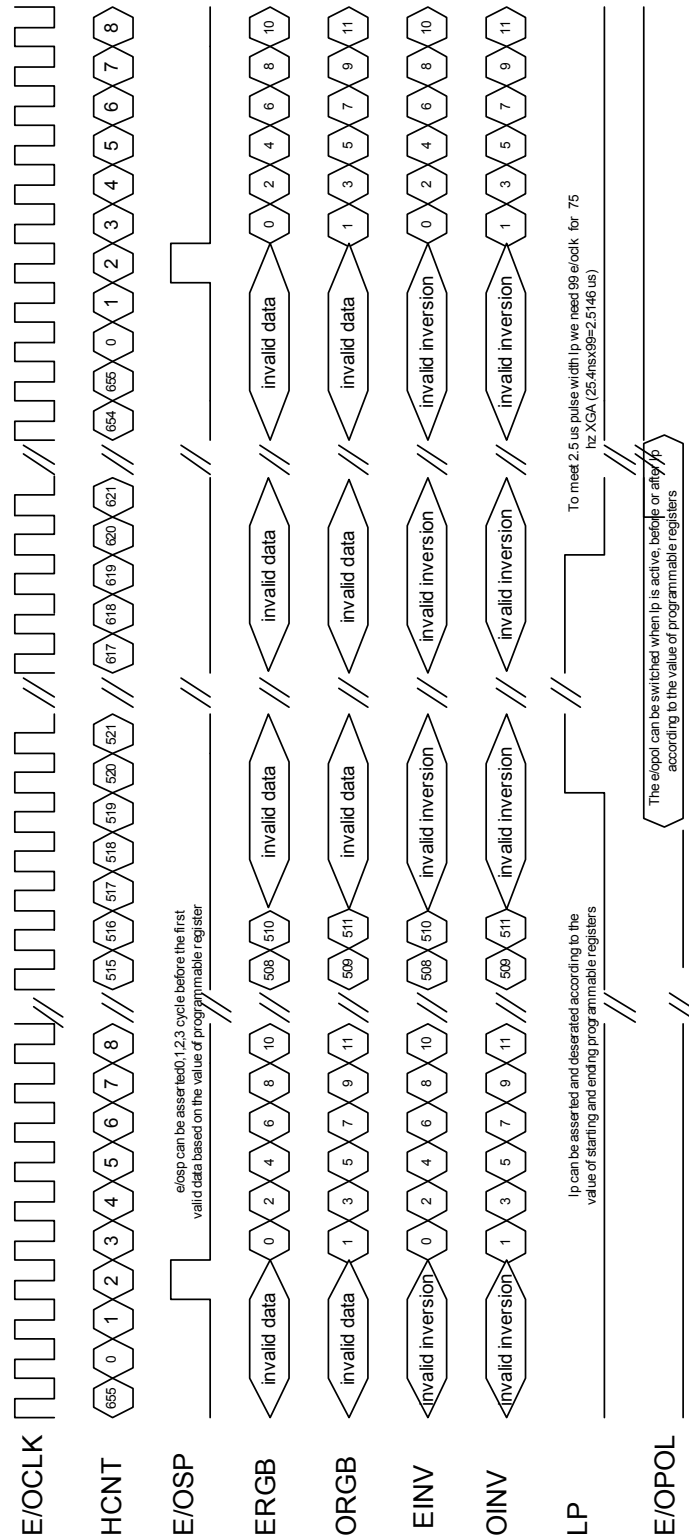 E/OCLK
HCNT 655 0 1 2 3 4 5 6 7 8 515 516 517 518 519 520 521 617 618 619 620 621 654 655 0 1 2 3 4 5 6 7 8
E/OSP
e/osp can be asserted0,1,2,3 cycle before the first
valid data based on the value of programmable register
ERGB invalid data 0 2 4 6 8 10 508 510 invalid data invalid data invalid data 0 2 4 6 8 10
ORGB invalid data 1 3 5 7 9 11 509 511 invalid data invalid data invalid data 1 3 5 7 9 11
EINV invalid inversion 0 2 4 6 8 10 508 510 invalid inversion invalid inversion invalid inversion 0 2 4 6 8 10
OINV invalid inversion 1 3 5 7 9 11 509 511 invalid inversion invalid inversion invalid inversion 1 3 5 7 9 11
LP
lp can be asserted and deserated according to the
value of starting and ending programmable registers
To meet 2.5 us pulse width lp we need 99 e/oclk for 75
hz XGA (25.4nsx99=2.5146 us)
E/OPOL
The e/opol can be switched when lp is active, before or after lp
according to the value of programmable registers